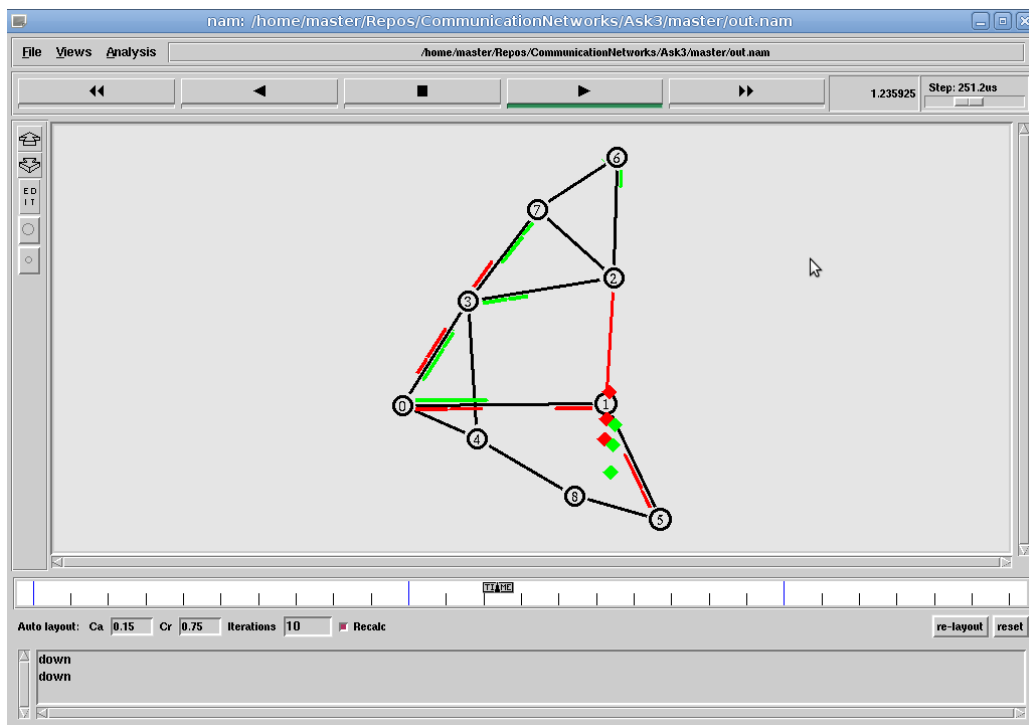 nam: /home/master/Repos/CommunicationNetworks/Ask3/master/out.nam
File Views Analysis /home/master/Repos/CommunicationNetworks/Ask3/master/out.nam
1.235925 Step: 251.2us
ED
IT
6
7
2
3
0
1
4
8
5
TIME
Auto layout: Ca 0.15 Cr 0.75 Iterations 10 Recalc re-layout reset
down
down